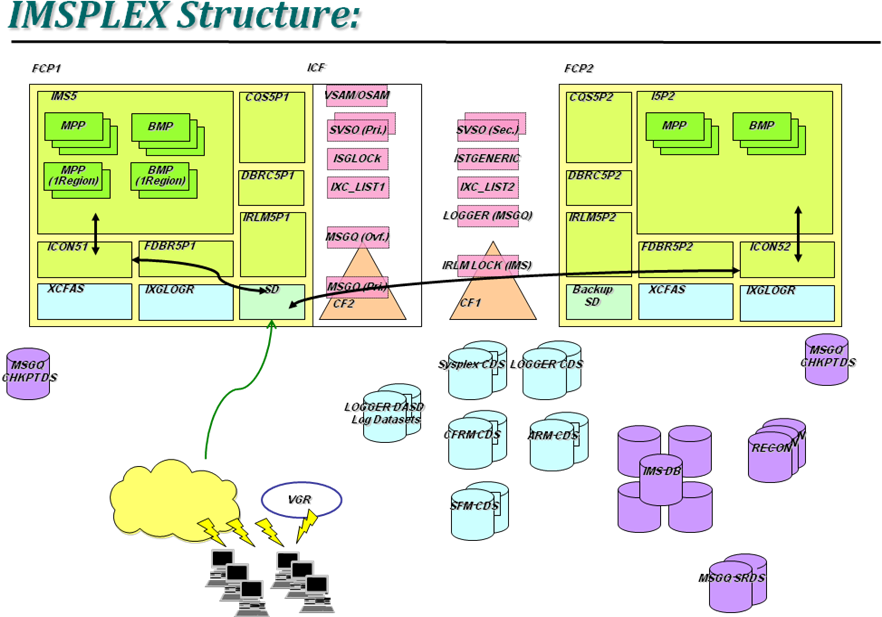 IMSPLEX Structure:
FCP1
ICF
FCP2
IMS5
CQS5P1
VSAM/OSAM
CQS5P2
I5P2
MPP
BMP
SVSO (Pri.)
SVSO (Sec.)
MPP
BMP
ISGLOCK
ISTGENERIC
MPP
(1Region)
BMP
(1Region)
DBRC5P1
IXC_LIST1
IXC_LIST2
DBRC5P2
IRLM5P1
LOGGER (MSGQ)
IRLM5P2
MSGQ (Ovf.)
ICON51
FDBR5P1
IRLM LOCK (IMS)
FDBR5P2
ICON52
XCFAS
IXGLOGR
SD
MSGQ (Pri.)
CF2
CF1
Backup
SD
XCFAS
IXGLOGR
MSGQ
CHKPTDS
Sysplex CDS
LOGGER CDS
MSGQ
CHKPTDS
LOGGER DASD
Log Datasets
CFRM CDS
ARM CDS
RECON
IMS DB
VGR
SFM CDS
MSGQ SRDS